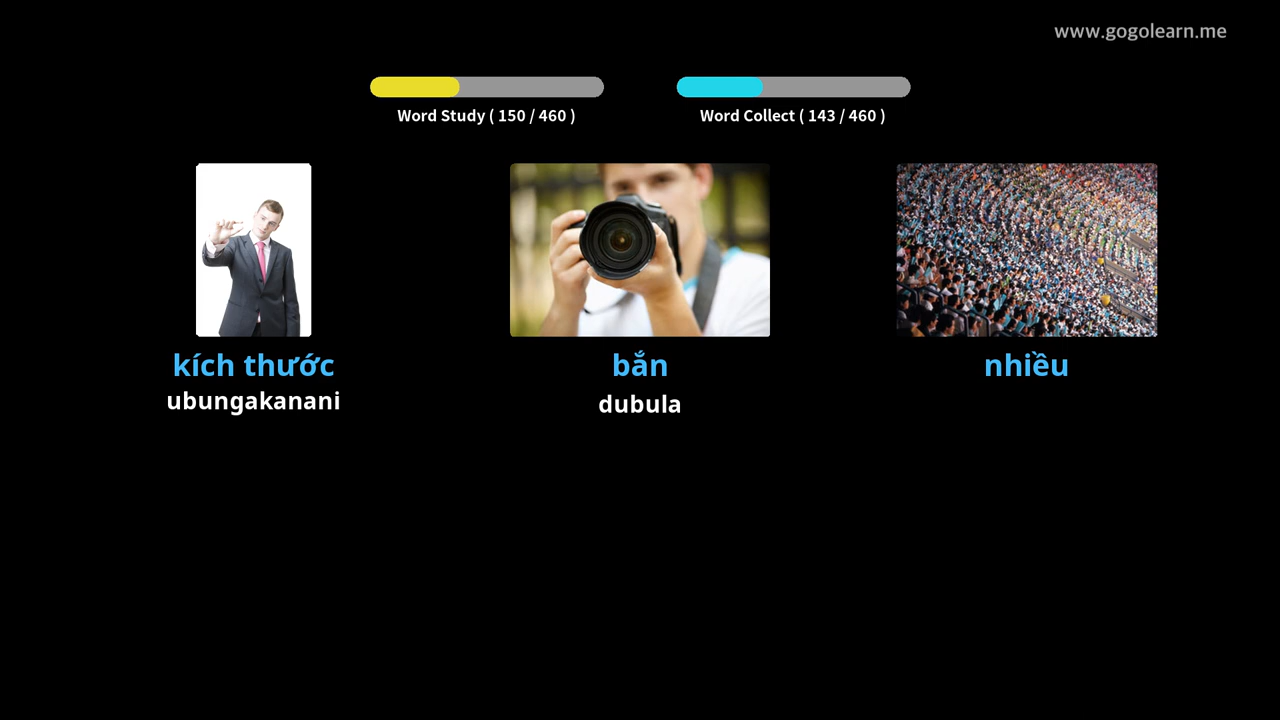 www.gogolearn.me
Word Study ( 150 / 460 )
Word Collect ( 143 / 460 )
kích thước
ubungakanani
bắn
dubula
nhiều